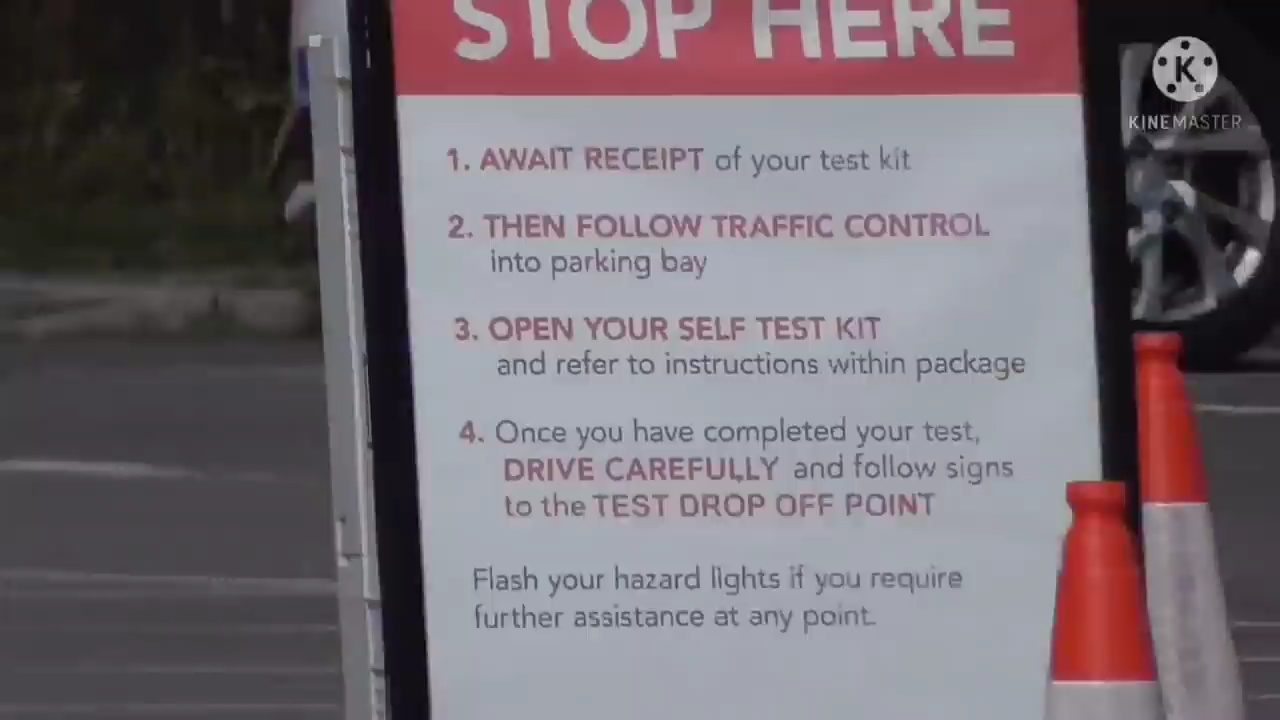 STOP HERE
K
KINEMASTER
1. AWAIT RECEIPT of your test kit
2. THEN FOLLOW TRAFFIC CONTROL
into parking bay
3. OPEN YOUR SELF TEST KIT
and refer to instructions within package
4. Once you have completed your test,
DRIVE CAREFULLY and follow signs
to the TEST DROP OFF POINT
Flash your hazard lights if you require
further assistance at any point.